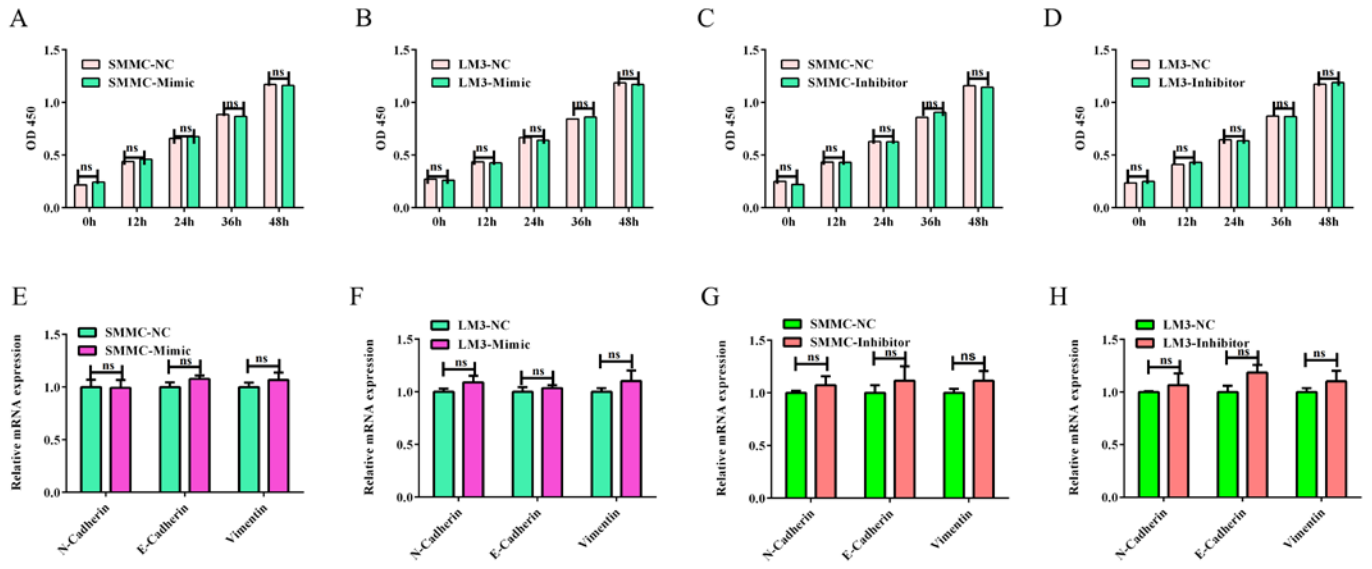 A
OD 450
1.5
1.0
0.5
0.0
SMMC-NC
SMMC-Mimic
ns
ns
ns
ns
ns
0h
12h
24h
36h
48h
B
OD 450
1.5
1.0
0.5
0.0
LM3-NC
LM3-Mimic
ns
ns
ns
ns
ns
0h
12h
24h
36h
48h
C
OD 450
1.5
1.0
0.5
0.0
SMMC-NC
SMMC-Inhibitor
ns
ns
ns
ns
ns
0h
12h
24h
36h
48h
D
OD 450
1.5
1.0
0.5
0.0
LM3-NC
LM3-Inhibitor
ns
ns
ns
ns
ns
0h
12h
24h
36h
48h
E
Relative mRNA expression
1.5
1.0
0.5
0.0
SMMC-NC
SMMC-Mimic
ns
ns
ns
N-Cadherin
E-Cadherin
Vimentin
F
Relative mRNA expression
1.5
1.0
0.5
0.0
LM3-NC
LM3-Mimic
ns
ns
ns
N-Cadherin
E-Cadherin
Vimentin
G
Relative mRNA expression
1.5
1.0
0.5
0.0
SMMC-NC
SMMC-Inhibitor
ns
ns
ns
N-Cadherin
E-Cadherin
Vimentin
H
Relative mRNA expression
1.5
1.0
0.5
0.0
LM3-NC
LM3-Inhibitor
ns
ns
ns
N-Cadherin
E-Cadherin
Vimentin